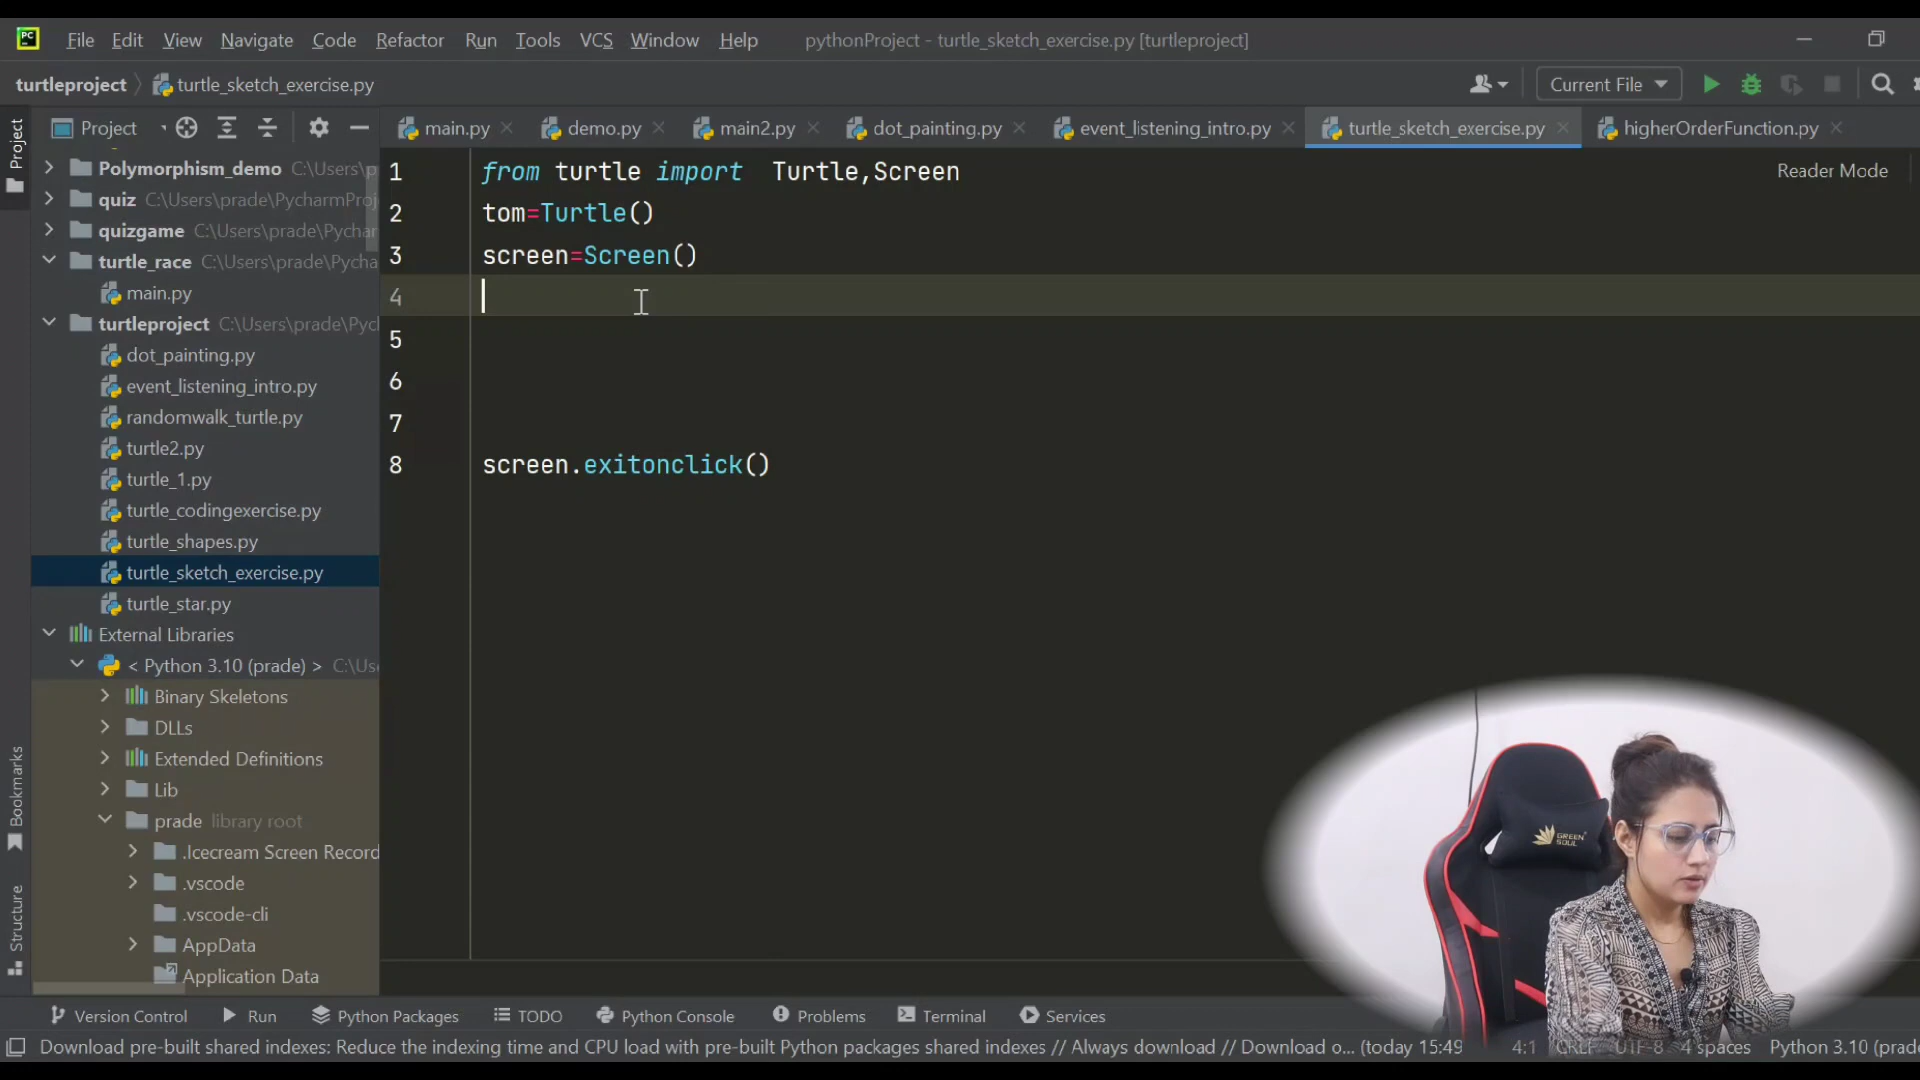 PC File Edit View Navigate Code Refactor Run Tools VCS Window Help pythonProject - turtle_sketch_exercise.py [turtleproject]
turtleproject turtle_sketch_exercise.py Current File
Project Project main.py demo.py main2.py dot_painting.py event_listening_intro.py turtle_sketch_exercise.py higherOrderFunction.py
Polymorphism_demo C:\Users\p
quiz C:\Users\prade\PycharmProj
quizgame C:\Users\prade\Pychar
turtle_race C:\Users\prade\Pycha
main.py
turtleproject C:\Users\prade\Pycl
dot_painting.py
event_listening_intro.py
randomwalk_turtle.py
turtle2.py
turtle_1.py
turtle_codingexercise.py
turtle_shapes.py
turtle_sketch_exercise.py
turtle_star.py
External Libraries
< Python 3.10 (prade) > C:\Use
Binary Skeletons
DLLs
Extended Definitions
Lib
prade library root
.Icecream Screen Record
.vscode
.vscode-cli
AppData
Application Data
Bookmarks
Structure
1 from turtle import Turtle,Screen
2 tom=Turtle()
3 screen=Screen()
4
5
6
7
8 screen.exitonclick()
Reader Mode
GREEN
SOUL
Version Control Run Python Packages TODO Python Console Problems Terminal Services
Download pre-built shared indexes: Reduce the indexing time and CPU load with pre-built Python packages shared indexes // Always download // Download o... (today 15:49 4:1 CRLF UTF-8 4 spaces Python 3.10 (prade